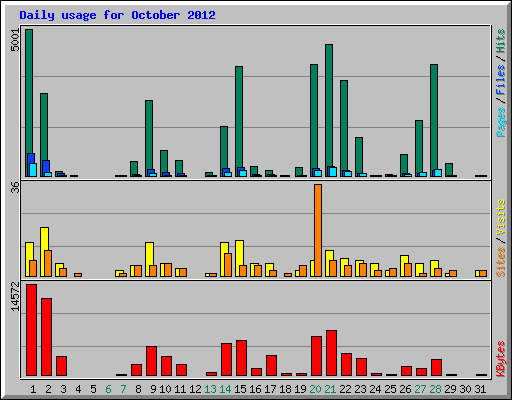 Daily usage for October 2012
5001
Pages / Files / Hits
36
Sites / Visits
14572
KBytes
1 2 3 4 5 6 7 8 9 10 11 12 13 14 15 16 17 18 19 20 21 22 23 24 25 26 27 28 29 30 31